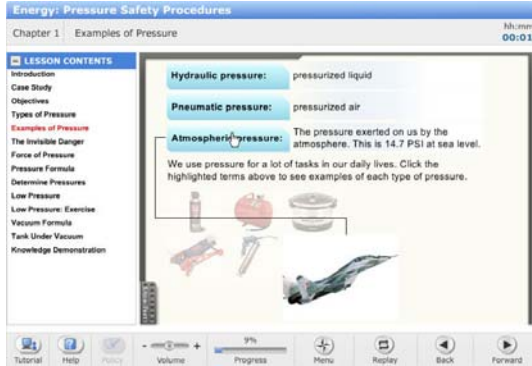 Energy: Pressure Safety Procedures
Chapter 1 Examples of Pressure
hh:mm
00:01
LESSON CONTENTS
Introduction
Case Study
Objectives
Types of Pressure
Examples of Pressure
The Invisible Danger
Force of Pressure
Pressure Formula
Determine Pressures
Low Pressure
Low Pressure: Exercise
Vacuum Formula
Tank Under Vacuum
Knowledge Demonstration
Hydraulic pressure: pressurized liquid
Pneumatic pressure: pressurized air
Atmospheric pressure: The pressure exerted on us by the
atmosphere. This is 14.7 PSI at sea level.
We use pressure for a lot of tasks in our daily lives. Click the
highlighted terms above to see examples of each type of pressure.
- +
9%
Tutorial Help Policy Volume Progress Menu Replay Back Forward